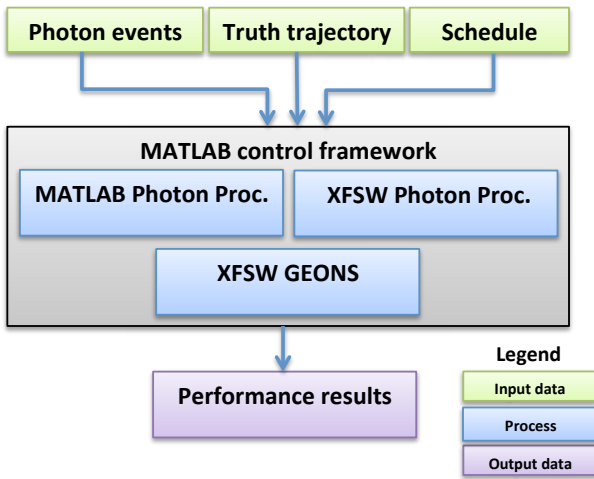 Photon events
Truth trajectory
Schedule
MATLAB control framework
MATLAB Photon Proc.
XFSW Photon Proc.
XFSW GEONS
Performance results
Legend
Input data
Process
Output data